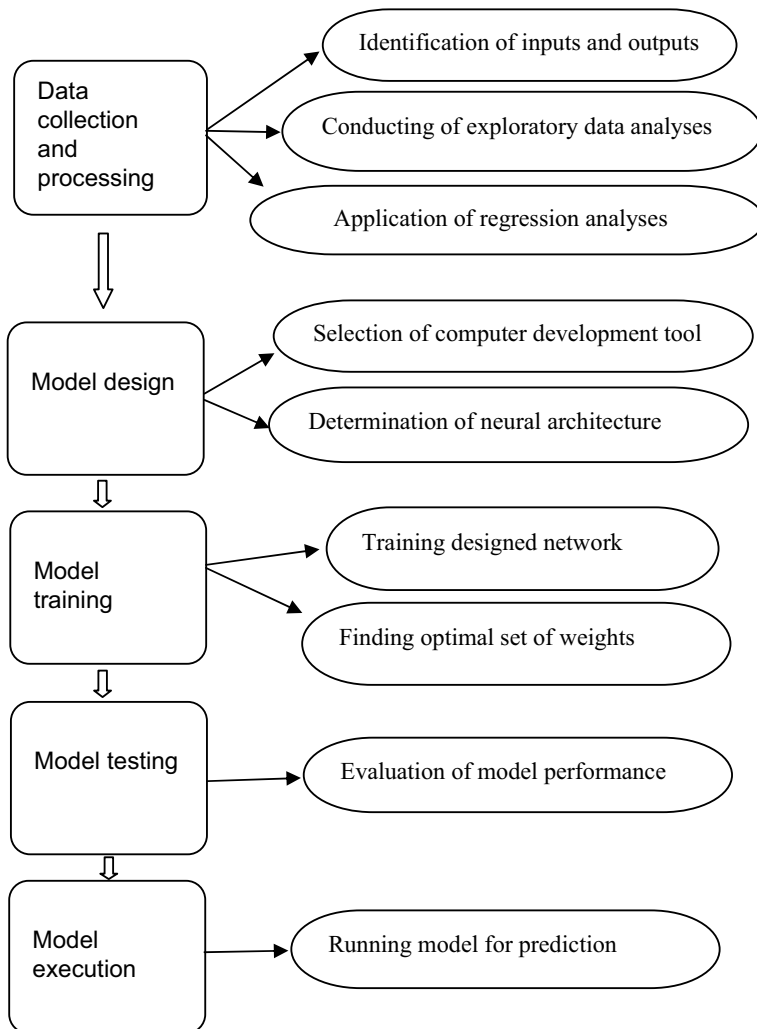 Data
collection
and
processing
Identification of inputs and outputs
Conducting of exploratory data analyses
Application of regression analyses
Model design
Selection of computer development tool
Determination of neural architecture
Model
training
Training designed network
Finding optimal set of weights
Model testing
Evaluation of model performance
Model
execution
Running model for prediction